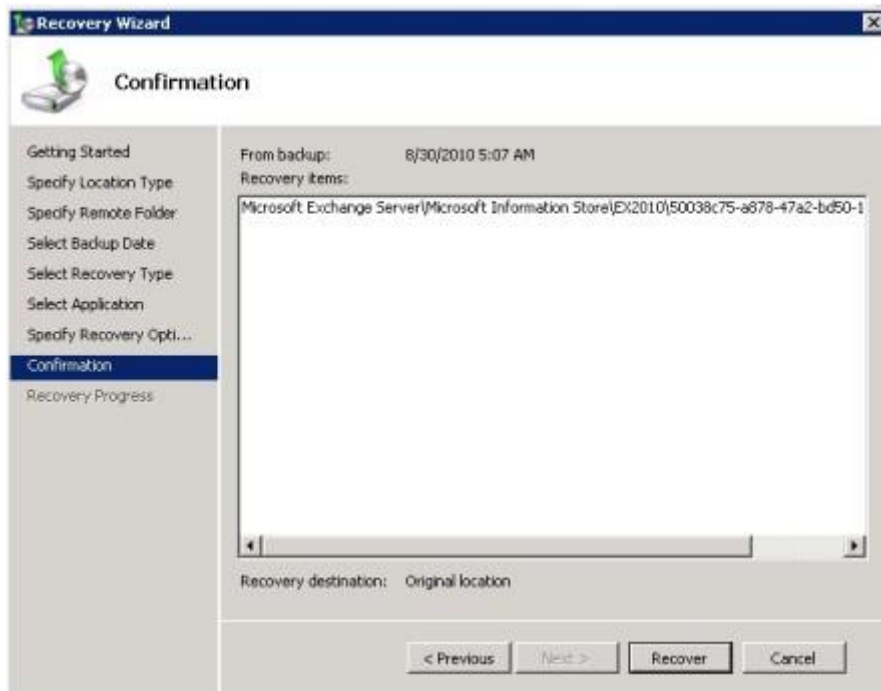 Recovery Wizard
Confirmation
Getting Started
Specify Location Type
Specify Remote Folder
Select Backup Date
Select Recovery Type
Select Application
Specify Recovery Opti...
Confirmation
Recovery Progress
From backup: 8/30/2010 5:07 AM
Recovery items:
Microsoft Exchange Server\Microsoft Information Store\EX2010\50038c75-a878-47a2-bd50-1
Recovery destination: Original location
< Previous Next > Recover Cancel